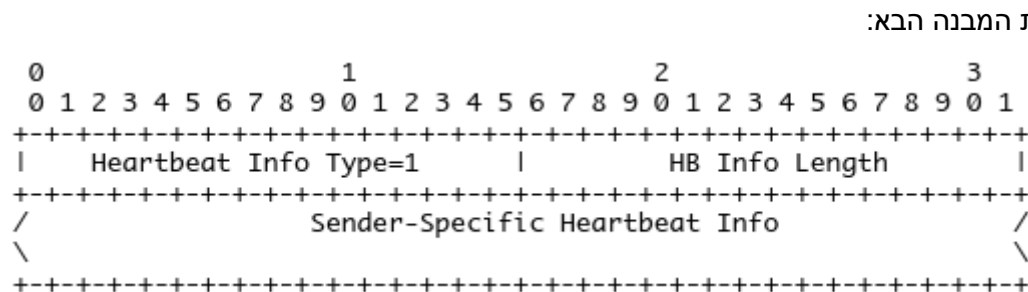 ת המבנה הבא:
0                   1                   2                   3
0 1 2 3 4 5 6 7 8 9 0 1 2 3 4 5 6 7 8 9 0 1 2 3 4 5 6 7 8 9 0 1
+-+-+-+-+-+-+-+-+-+-+-+-+-+-+-+-+-+-+-+-+-+-+-+-+-+-+-+-+-+-+-+-+
|    Heartbeat Info Type=1      |         HB Info Length        |
+-+-+-+-+-+-+-+-+-+-+-+-+-+-+-+-+-+-+-+-+-+-+-+-+-+-+-+-+-+-+-+-+
/                  Sender-Specific Heartbeat Info               /
\                                                               \
+-+-+-+-+-+-+-+-+-+-+-+-+-+-+-+-+-+-+-+-+-+-+-+-+-+-+-+-+-+-+-+-+